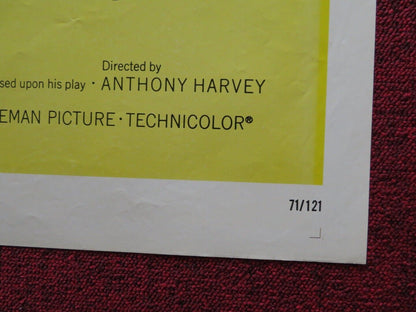 Directed by
sed upon his play · ANTHONY HARVEY
EMAN PICTURE · TECHNICOLOR®
71/121